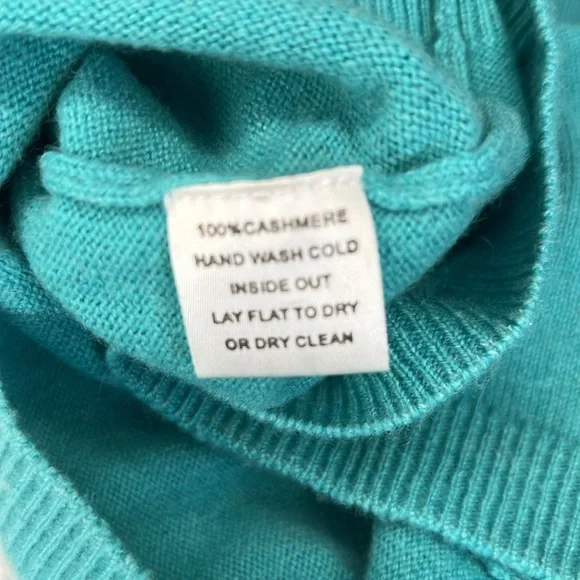 100%CASHMERE
HAND WASH COLD
INSIDE OUT
LAY FLAT TO DRY
OR DRY CLEAN